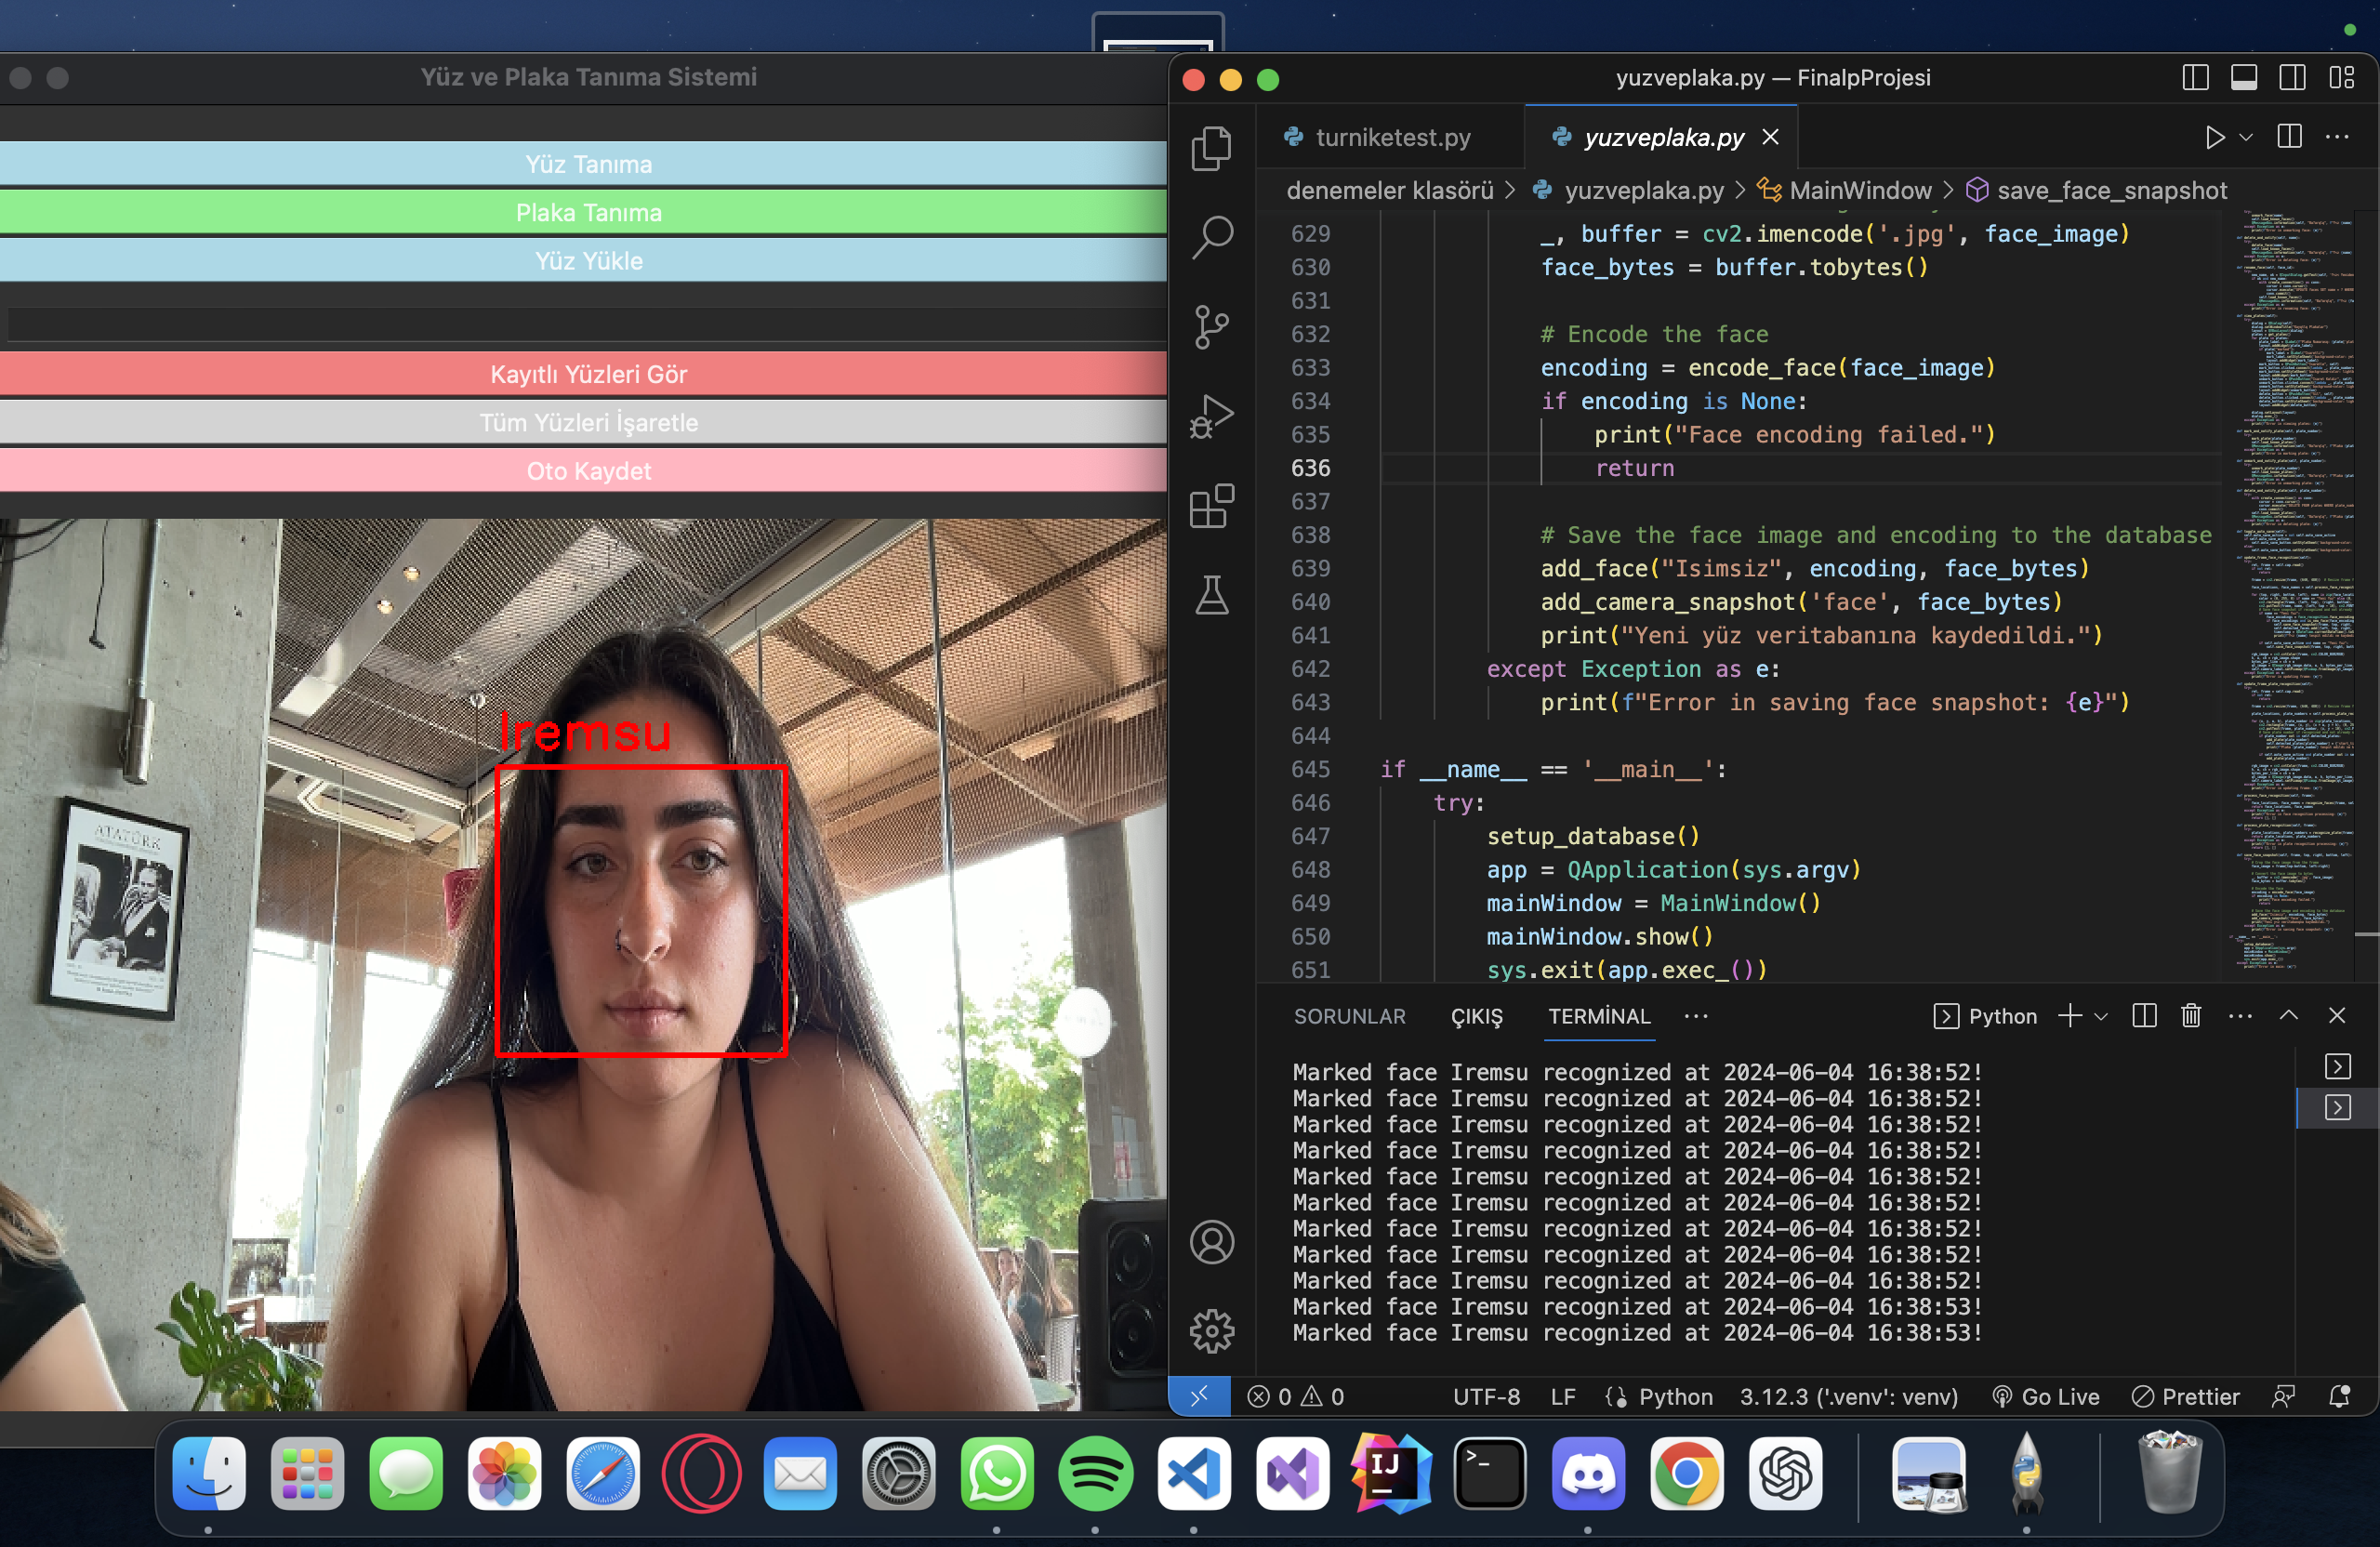 Yüz ve Plaka Tanıma Sistemi
Yüz Tanıma
Plaka Tanıma
Yüz Yükle
Kayıtlı Yüzleri Gör
Tüm Yüzleri İşaretle
Oto Kaydet
Iremsu
ATATÜRK
yuzveplaka.py — FinalpProjesi
turniketest.py
yuzveplaka.py
denemeler klasörü > yuzveplaka.py > MainWindow > save_face_snapshot
629 _, buffer = cv2.imencode('.jpg', face_image)
630 face_bytes = buffer.tobytes()
631
632 # Encode the face
633 encoding = encode_face(face_image)
634 if encoding is None:
635 print("Face encoding failed.")
636 return
637
638 # Save the face image and encoding to the database
639 add_face("Isimsiz", encoding, face_bytes)
640 add_camera_snapshot('face', face_bytes)
641 print("Yeni yüz veritabanına kaydedildi.")
642 except Exception as e:
643 print(f"Error in saving face snapshot: {e}")
644
645 if __name__ == '__main__':
646 try:
647 setup_database()
648 app = QApplication(sys.argv)
649 mainWindow = MainWindow()
650 mainWindow.show()
651 sys.exit(app.exec_())
SORUNLAR ÇIKIŞ TERMİNAL ··· Python
Marked face Iremsu recognized at 2024-06-04 16:38:52!
Marked face Iremsu recognized at 2024-06-04 16:38:52!
Marked face Iremsu recognized at 2024-06-04 16:38:52!
Marked face Iremsu recognized at 2024-06-04 16:38:52!
Marked face Iremsu recognized at 2024-06-04 16:38:52!
Marked face Iremsu recognized at 2024-06-04 16:38:52!
Marked face Iremsu recognized at 2024-06-04 16:38:52!
Marked face Iremsu recognized at 2024-06-04 16:38:52!
Marked face Iremsu recognized at 2024-06-04 16:38:52!
Marked face Iremsu recognized at 2024-06-04 16:38:53!
Marked face Iremsu recognized at 2024-06-04 16:38:53!
0 0 UTF-8 LF Python 3.12.3 ('.venv': venv) Go Live Prettier
IJ